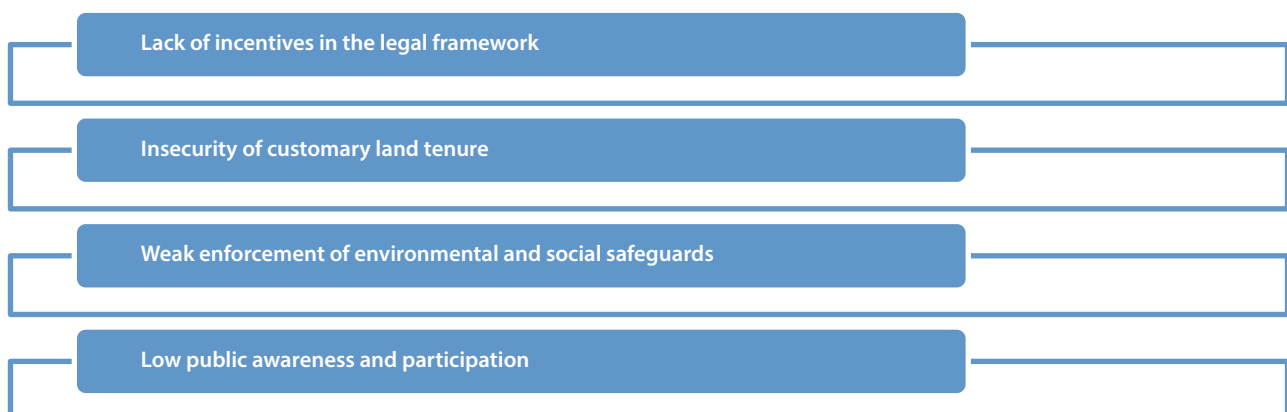 Lack of incentives in the legal framework
Insecurity of customary land tenure
Weak enforcement of environmental and social safeguards
Low public awareness and participation